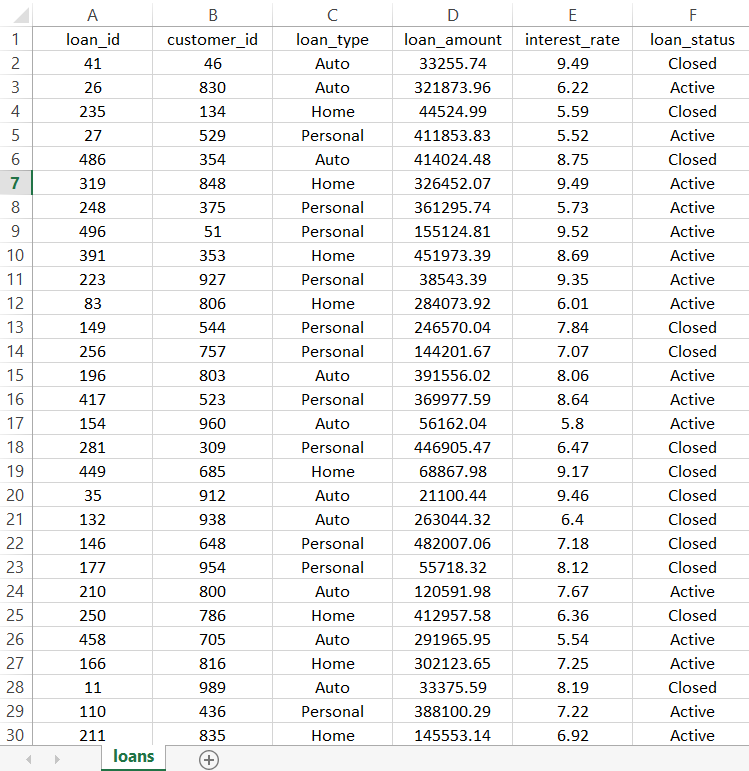 A B C D E F
1 loan_id customer_id loan_type loan_amount interest_rate loan_status
2 41 46 Auto 33255.74 9.49 Closed
3 26 830 Auto 321873.96 6.22 Active
4 235 134 Home 44524.99 5.59 Closed
5 27 529 Personal 411853.83 5.52 Active
6 486 354 Auto 414024.48 8.75 Closed
7 319 848 Home 326452.07 9.49 Active
8 248 375 Personal 361295.74 5.73 Active
9 496 51 Personal 155124.81 9.52 Active
10 391 353 Home 451973.39 8.69 Active
11 223 927 Personal 38543.39 9.35 Active
12 83 806 Home 284073.92 6.01 Active
13 149 544 Personal 246570.04 7.84 Closed
14 256 757 Personal 144201.67 7.07 Closed
15 196 803 Auto 391556.02 8.06 Active
16 417 523 Personal 369977.59 8.64 Active
17 154 960 Auto 56162.04 5.8 Active
18 281 309 Personal 446905.47 6.47 Closed
19 449 685 Home 68867.98 9.17 Closed
20 35 912 Auto 21100.44 9.46 Closed
21 132 938 Auto 263044.32 6.4 Closed
22 146 648 Personal 482007.06 7.18 Closed
23 177 954 Personal 55718.32 8.12 Closed
24 210 800 Auto 120591.98 7.67 Active
25 250 786 Home 412957.58 6.36 Closed
26 458 705 Auto 291965.95 5.54 Active
27 166 816 Home 302123.65 7.25 Active
28 11 989 Auto 33375.59 8.19 Closed
29 110 436 Personal 388100.29 7.22 Active
30 211 835 Home 145553.14 6.92 Active
loans